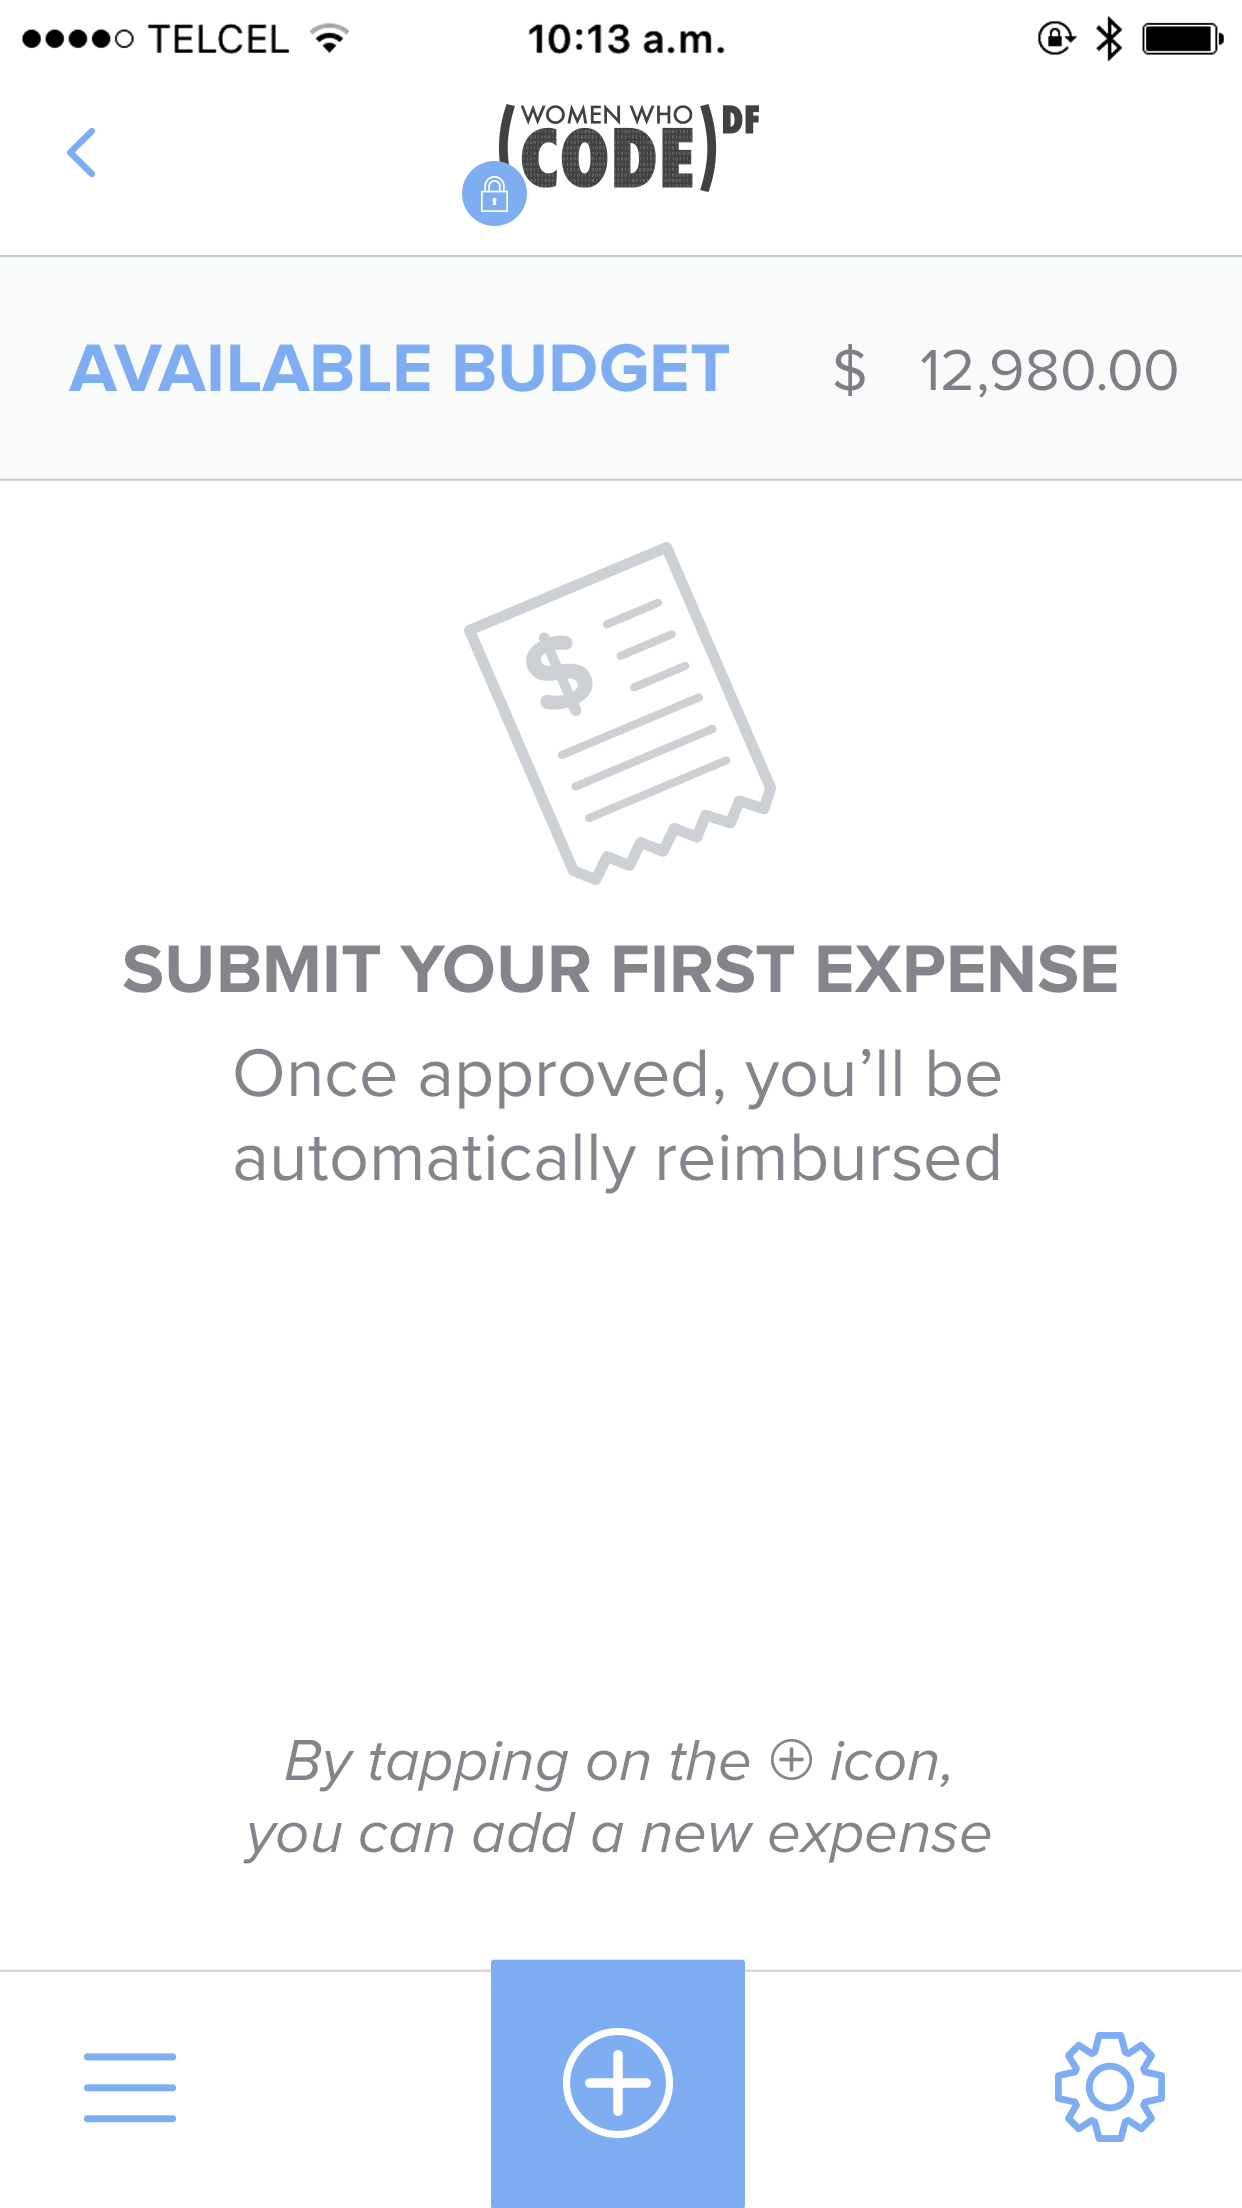 TELCEL 10:13 a.m.
WOMEN WHO
CODE DF
AVAILABLE BUDGET $ 12,980.00
$
SUBMIT YOUR FIRST EXPENSE
Once approved, you’ll be
automatically reimbursed
By tapping on the ⊕ icon,
you can add a new expense